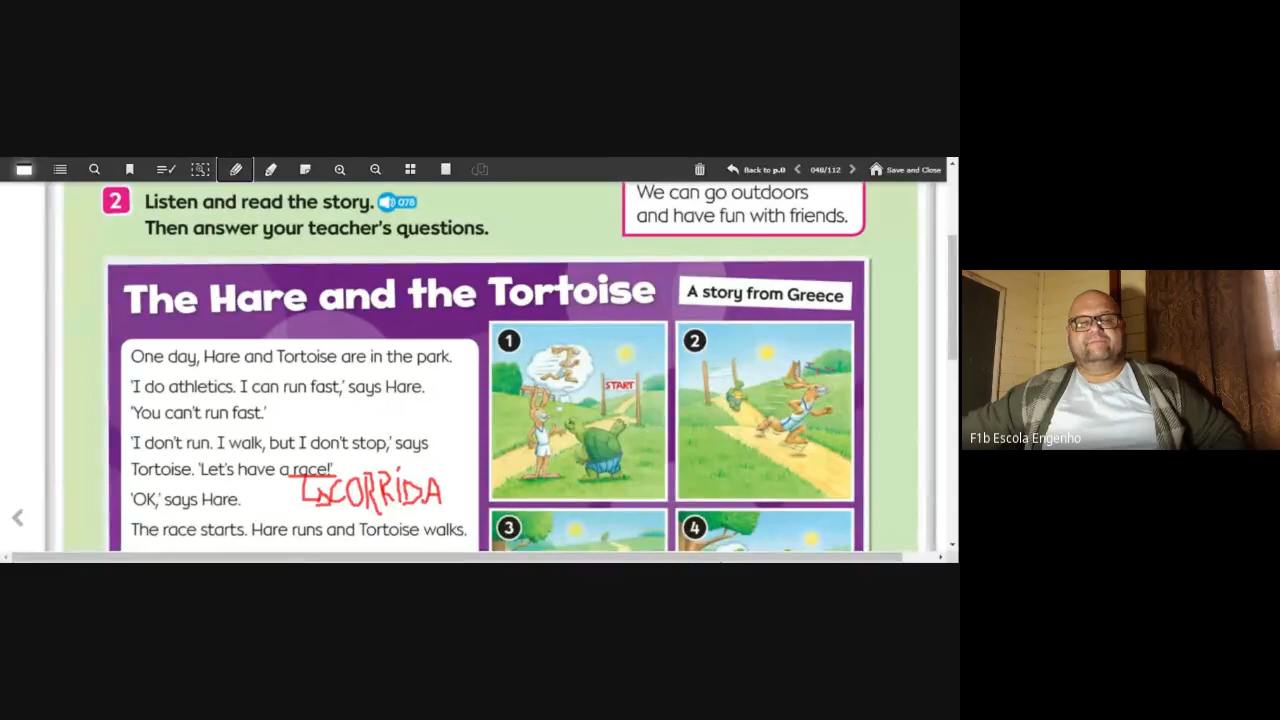 Back to p.0
048/112
Save and Close
2
Listen and read the story. 078
Then answer your teacher's questions.
We can go outdoors
and have fun with friends.
The Hare and the Tortoise
A story from Greece
One day, Hare and Tortoise are in the park.
'I do athletics. I can run fast,' says Hare.
'You can't run fast.'
'I don't run. I walk, but I don't stop,' says
Tortoise. 'Let's have a race!'
CORRIDA
'OK,' says Hare.
The race starts. Hare runs and Tortoise walks.
1
START
2
3
4
F1b Escola Engenho